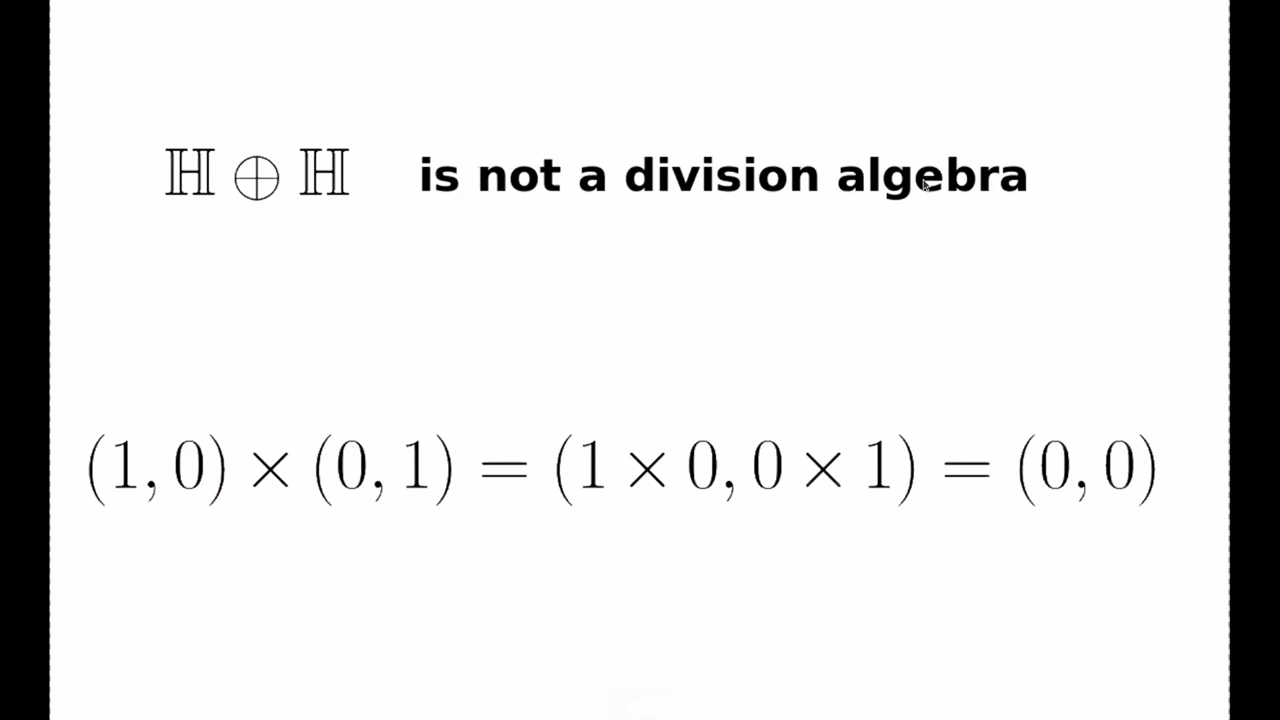 ℍ ⊕ ℍ is not a division algebra
(1, 0) × (0, 1) = (1 × 0, 0 × 1) = (0, 0)